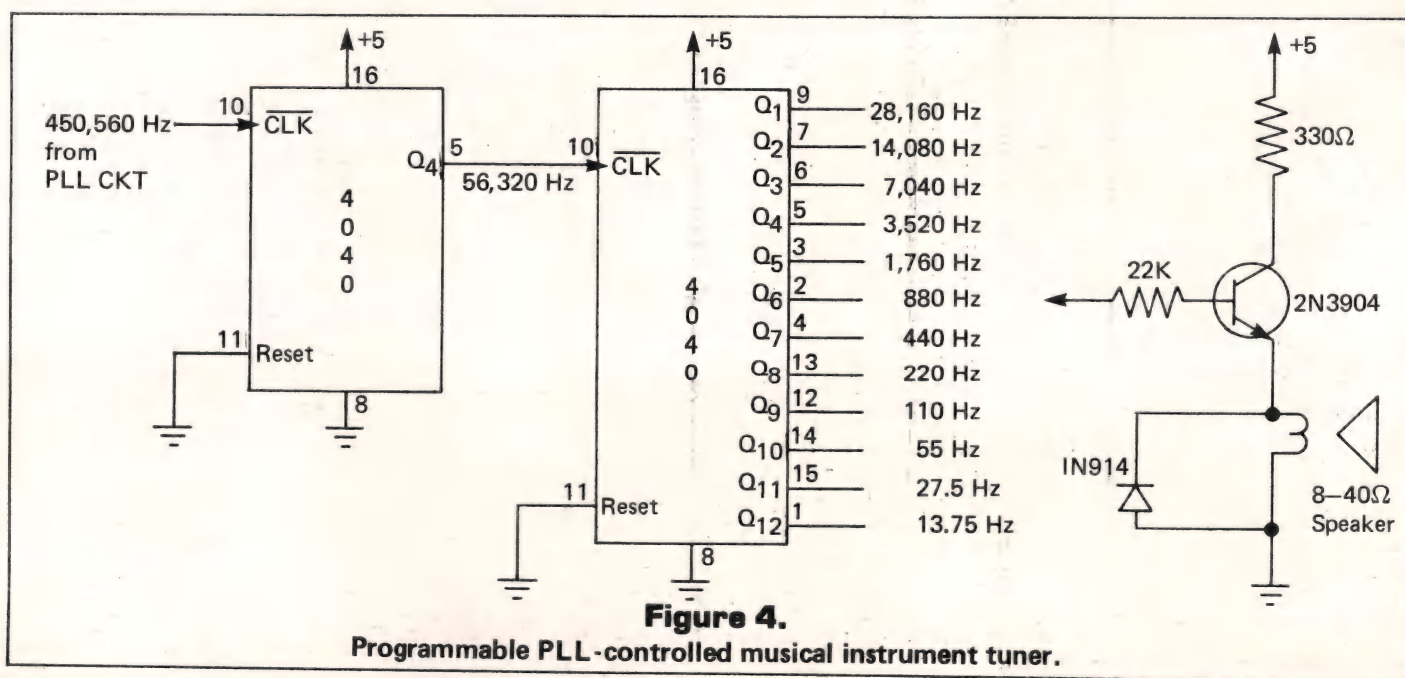 +5
16
10
450,560 Hz
from
PLL CKT
CLK
Q4
5
56,320 Hz
4
0
4
0
11
Reset
8
+5
16
10
CLK
4
0
4
0
11
Reset
8
Q1 9 28,160 Hz
Q2 7 14,080 Hz
Q3 6 7,040 Hz
Q4 5 3,520 Hz
Q5 3 1,760 Hz
Q6 2 880 Hz
Q7 4 440 Hz
Q8 13 220 Hz
Q9 12 110 Hz
Q10 14 55 Hz
Q11 15 27.5 Hz
Q12 1 13.75 Hz
+5
330Ω
22K
2N3904
IN914
8–40Ω
Speaker
Figure 4.
Programmable PLL-controlled musical instrument tuner.